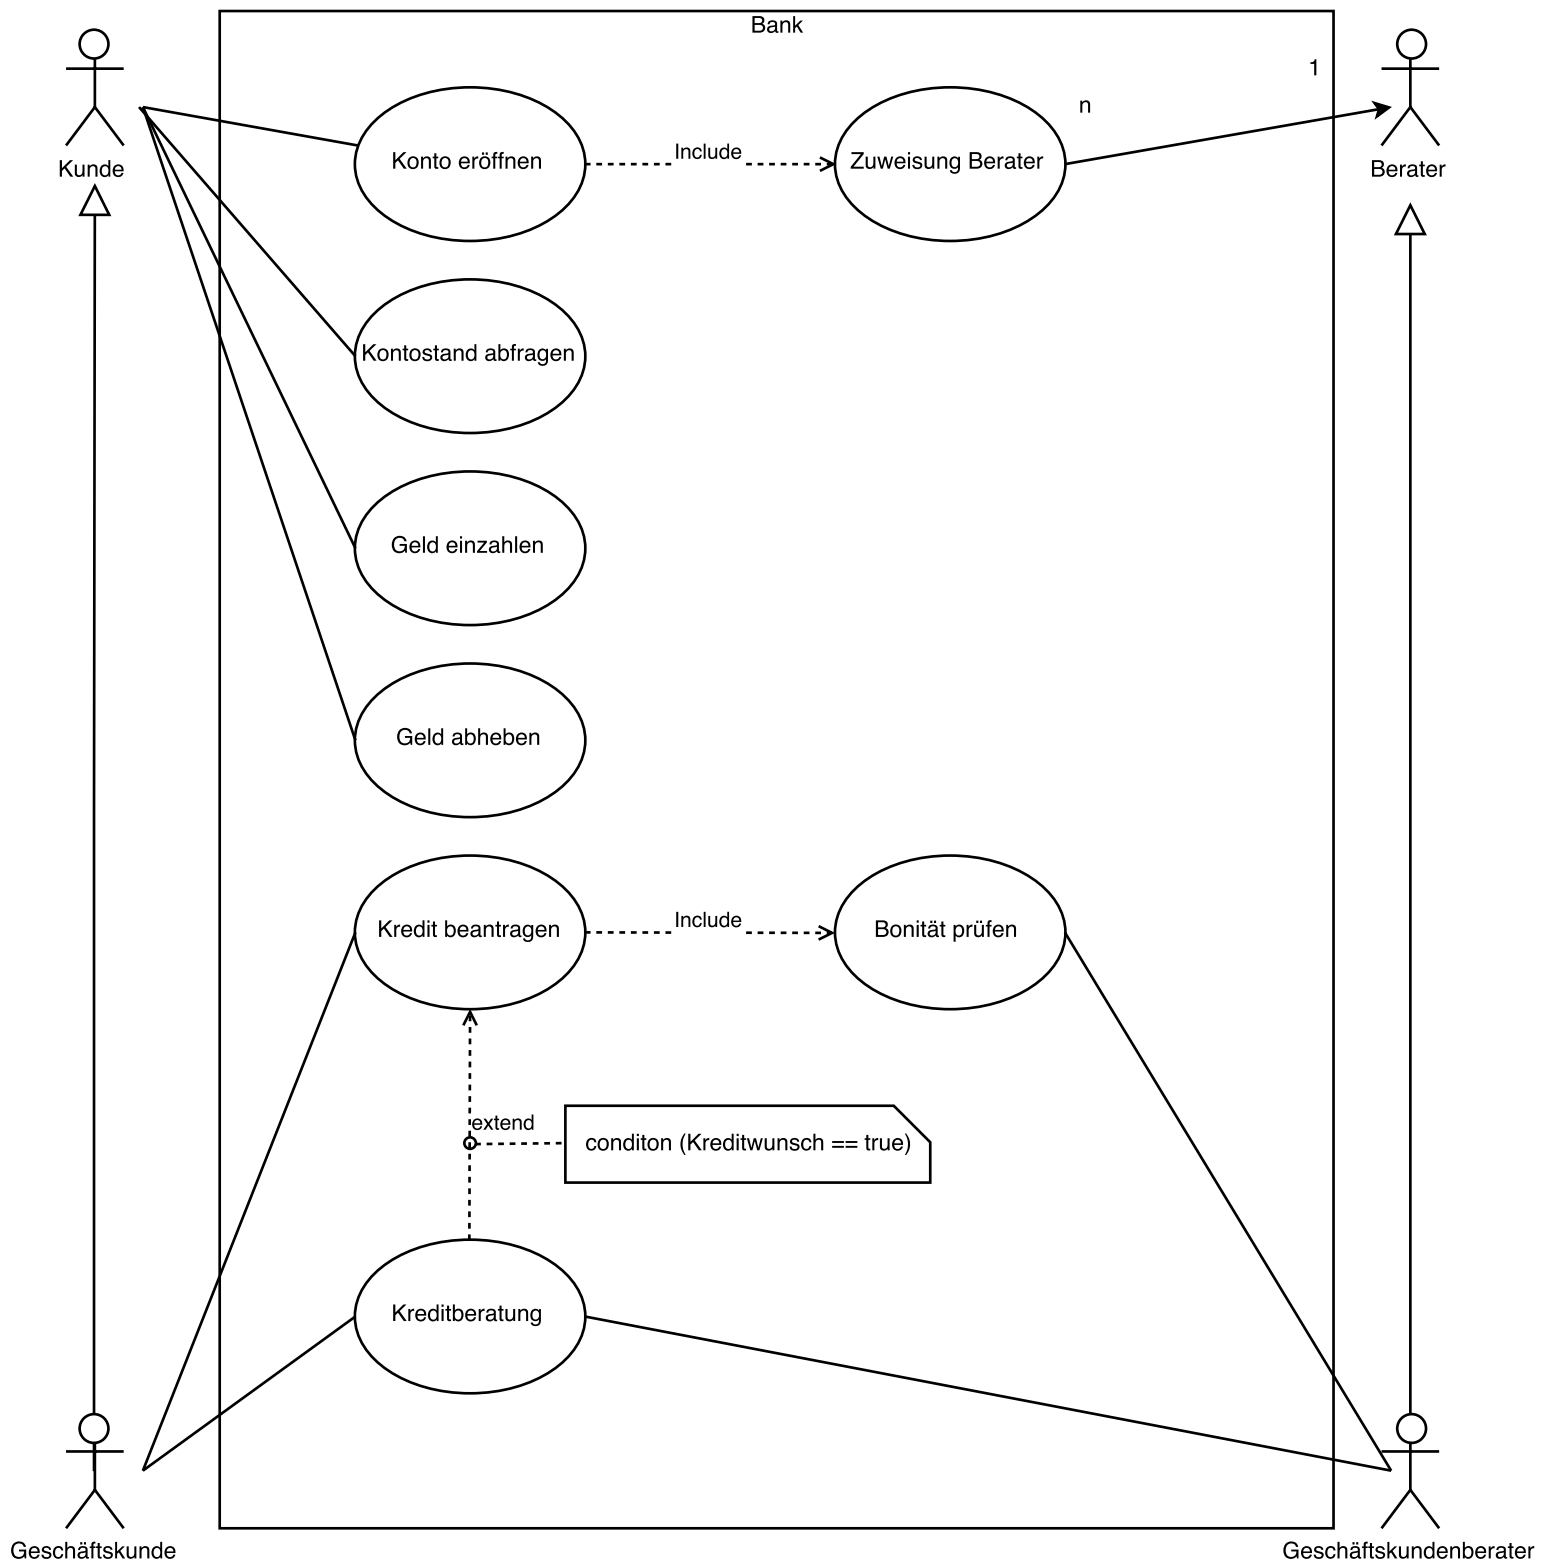 Bank
1
n
Kunde
Konto eröffnen
Include
Zuweisung Berater
Berater
Kontostand abfragen
Geld einzahlen
Geld abheben
Kredit beantragen
Include
Bonität prüfen
extend
conditon (Kreditwunsch == true)
Kreditberatung
Geschäftskunde
Geschäftskundenberater